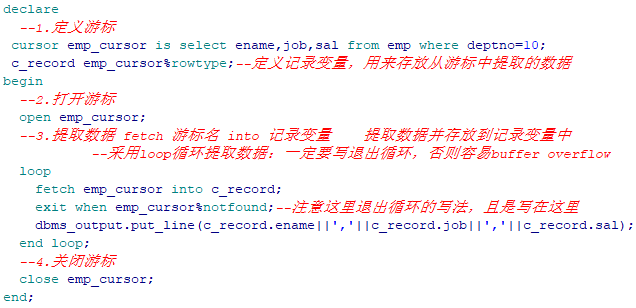 declare
--1.定义游标
cursor emp_cursor is select ename,job,sal from emp where deptno=10;
c_record emp_cursor%rowtype;--定义记录变量，用来存放从游标中提取的数据
begin
--2.打开游标
open emp_cursor;
--3.提取数据 fetch 游标名 into 记录变量    提取数据并存放到记录变量中
--采用loop循环提取数据：一定要写退出循环，否则容易buffer overflow
loop
fetch emp_cursor into c_record;
exit when emp_cursor%notfound;--注意这里退出循环的写法，且是写在这里
dbms_output.put_line(c_record.ename||','||c_record.job||','||c_record.sal);
end loop;
--4.关闭游标
close emp_cursor;
end;